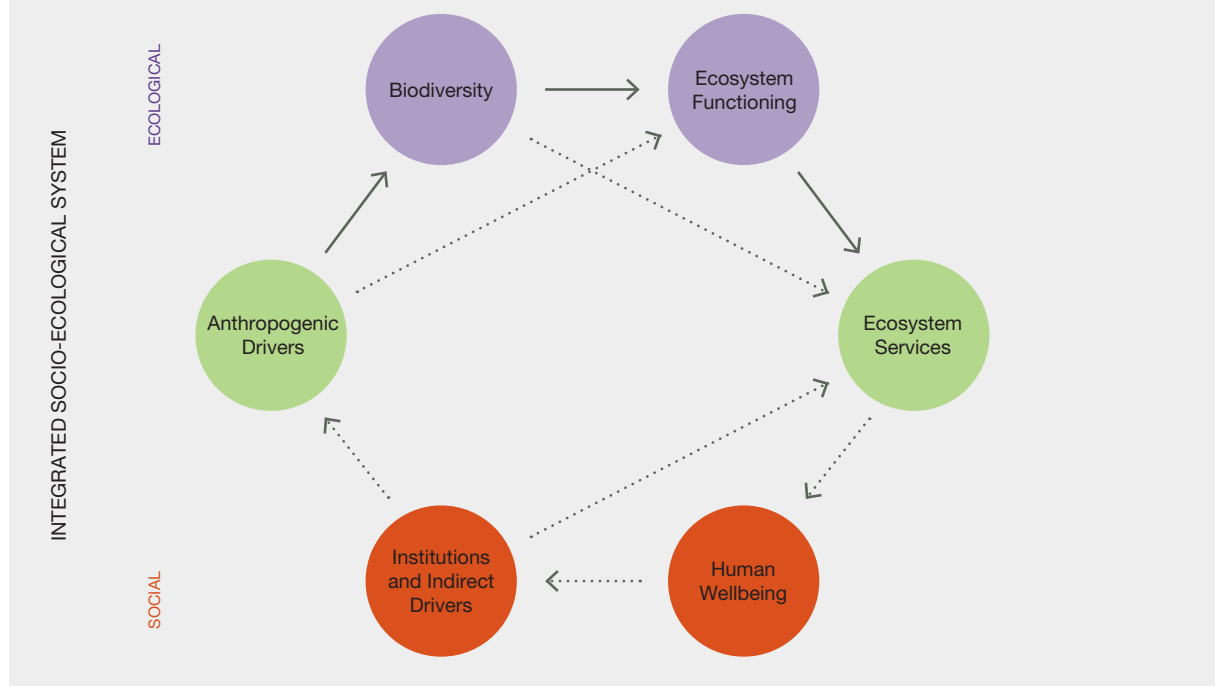 INTEGRATED SOCIO-ECOLOGICAL SYSTEM
ECOLOGICAL
Biodiversity
Ecosystem
Functioning
Anthropogenic
Drivers
Ecosystem
Services
SOCIAL
Institutions
and Indirect
Drivers
Human
Wellbeing